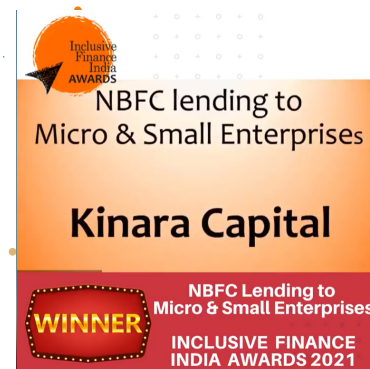 Inclusive
Finance
India
AWARDS
NBFC lending to
Micro & Small Enterprises
Kinara Capital
WINNER
NBFC Lending to
Micro & Small Enterprises
INCLUSIVE FINANCE
INDIA AWARDS 2021